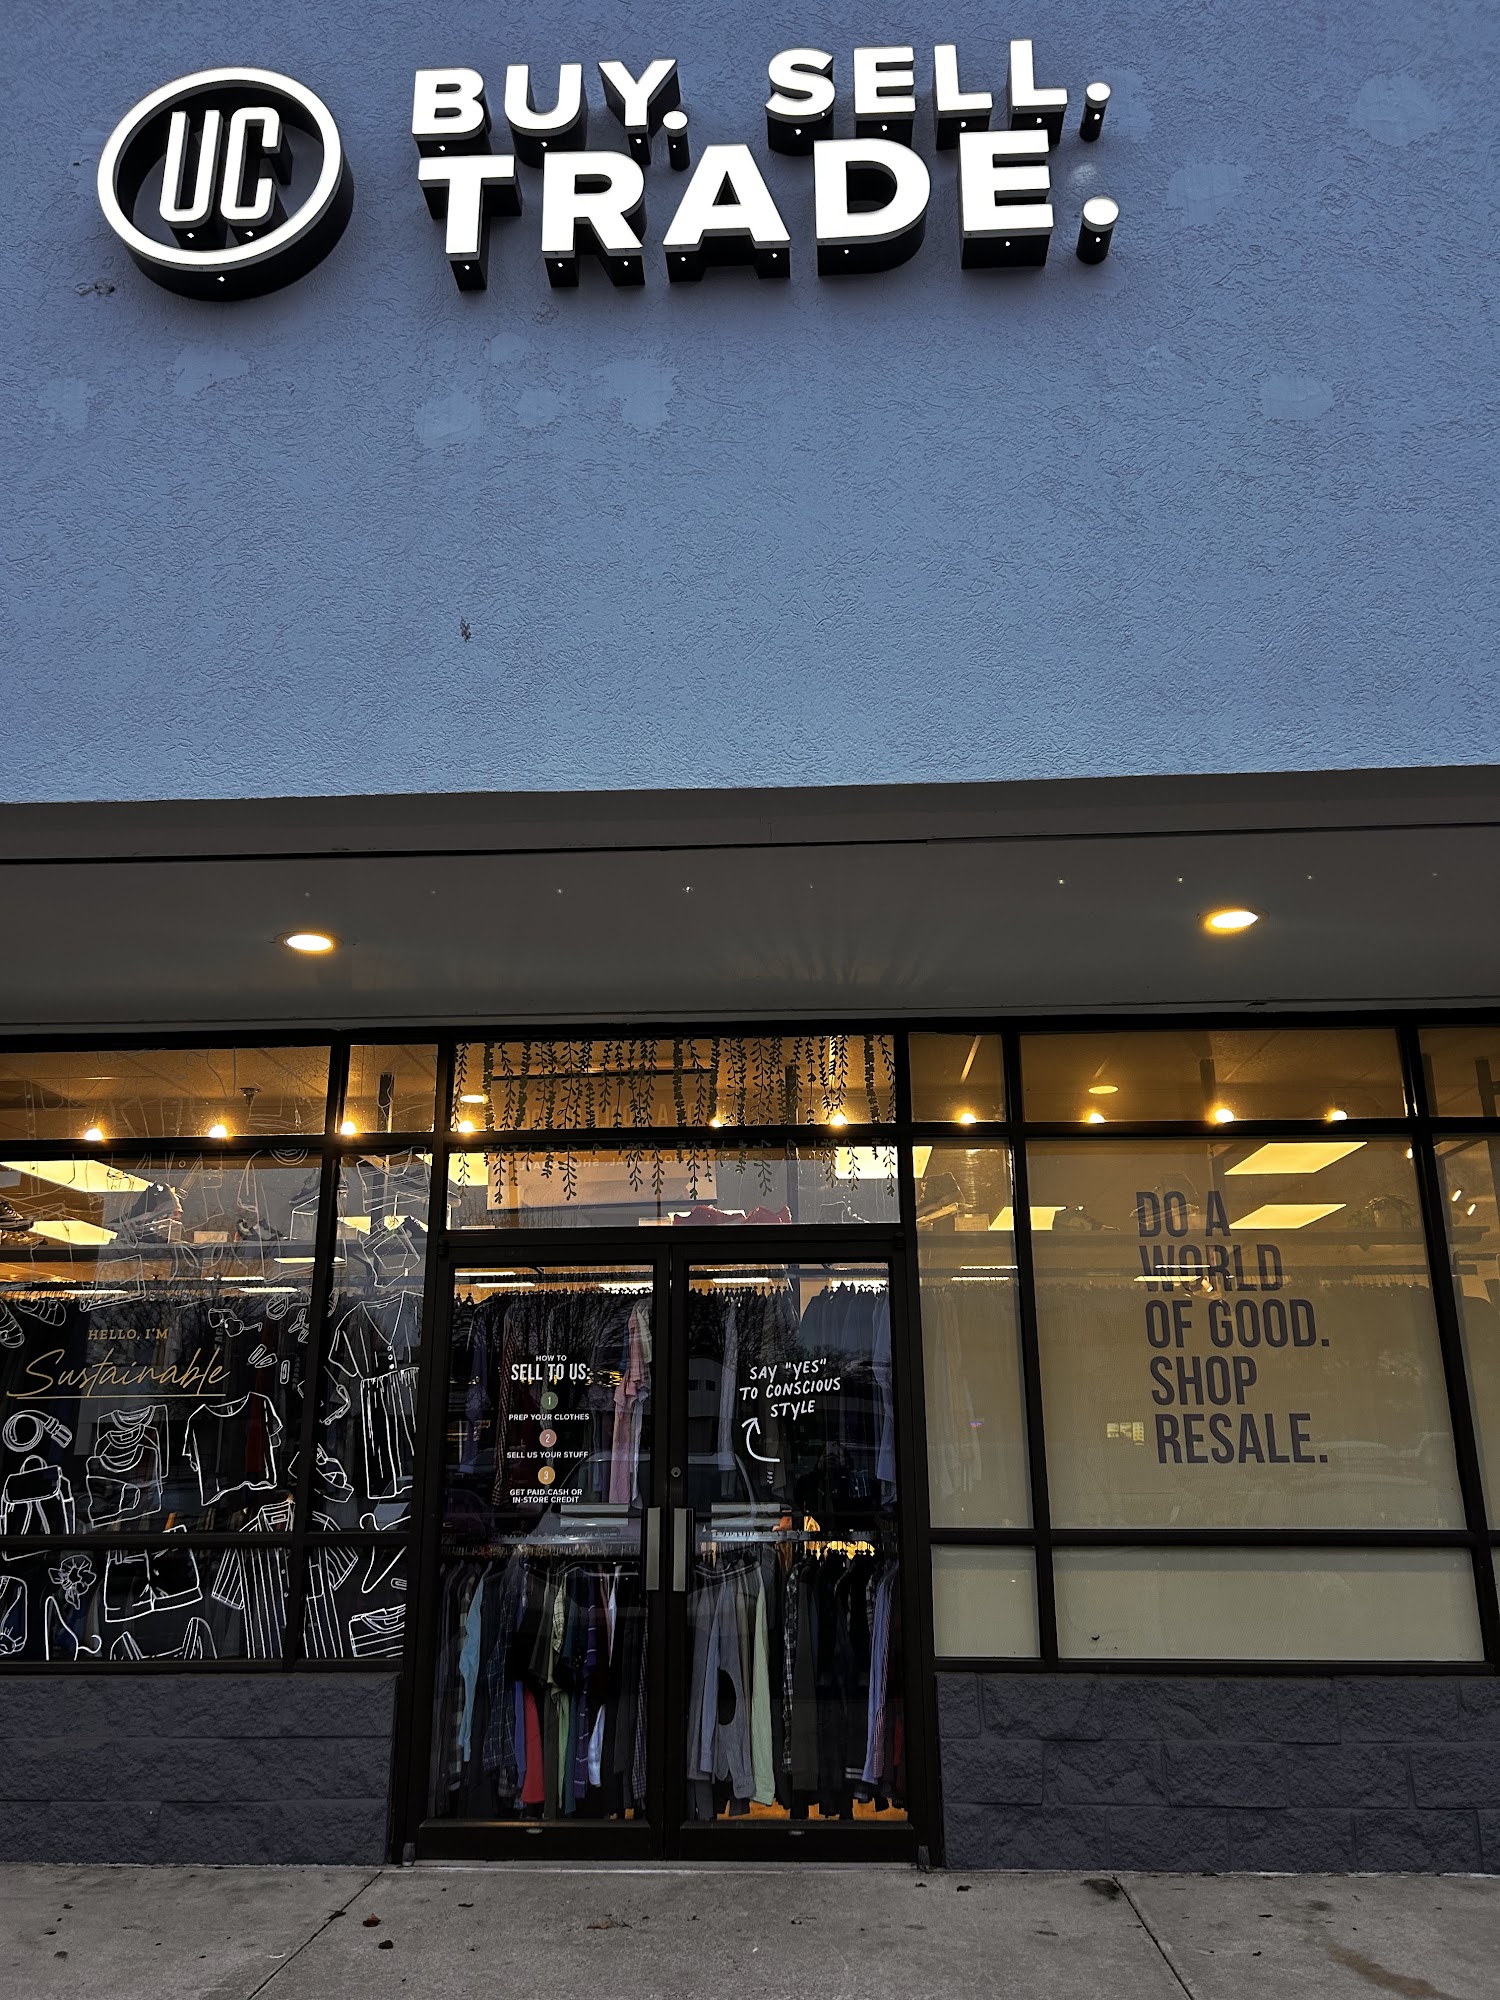 UC
BUY. SELL.
TRADE.
HELLO, I'M
Sustainable
HOW TO
SELL TO US:
1
PREP YOUR CLOTHES
2
SELL US YOUR STUFF
3
GET PAID CASH OR
IN-STORE CREDIT
SAY "YES"
TO CONSCIOUS
STYLE
DO A
WORLD
OF GOOD.
SHOP
RESALE.